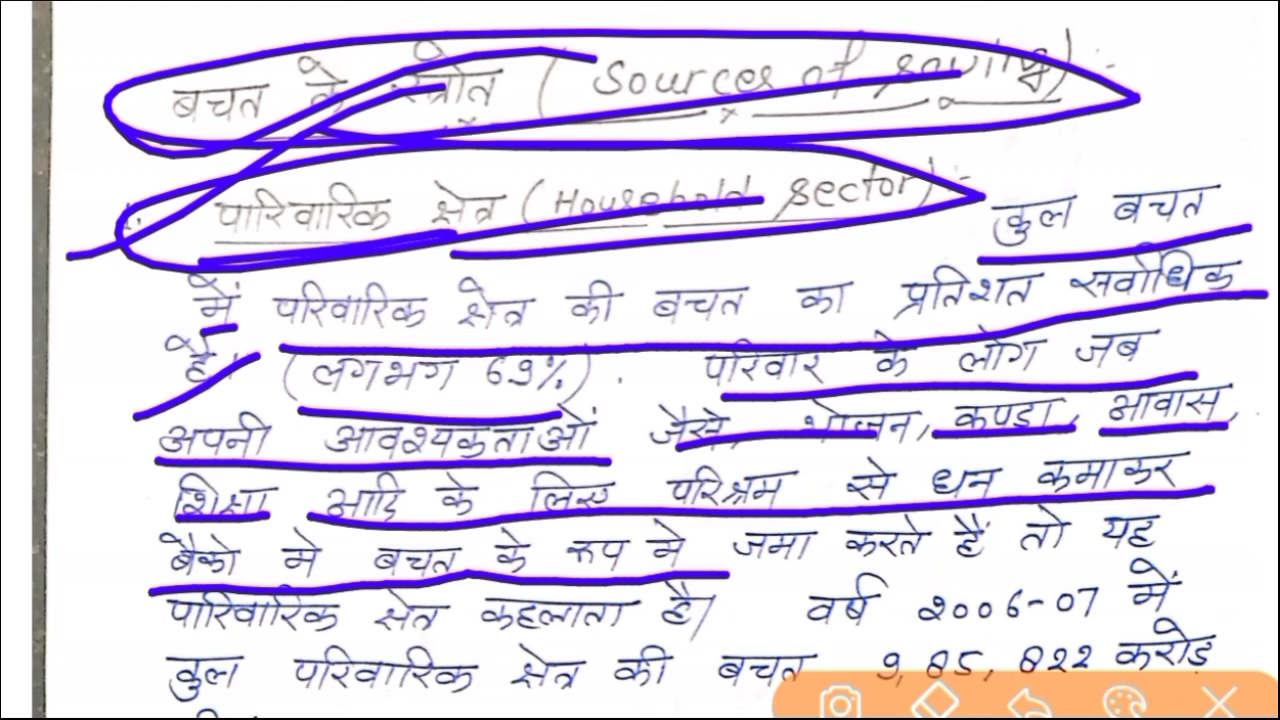 बचत के स्त्रोत ( Sources of saving) :-
पारिवारिक क्षेत्र ( Household sector) :- कुल बचत
में परिवारिक क्षेत्र की बचत का प्रतिशत सर्वाधिक
है। (लगभग 69%). परिवार के लोग जब
अपनी आवश्यकताओं जैसे, भोजन, कपडा, आवास,
शिक्षा आदि के लिए परिश्रम से धन कमाकर
बैंको मे बचत के रूप मे जमा करते हैं तो यह
पारिवारिक क्षेत्र कहलाता है। वर्ष 2006-07 में
कुल परिवारिक क्षेत्र की बचत 9,85,822 करोड़